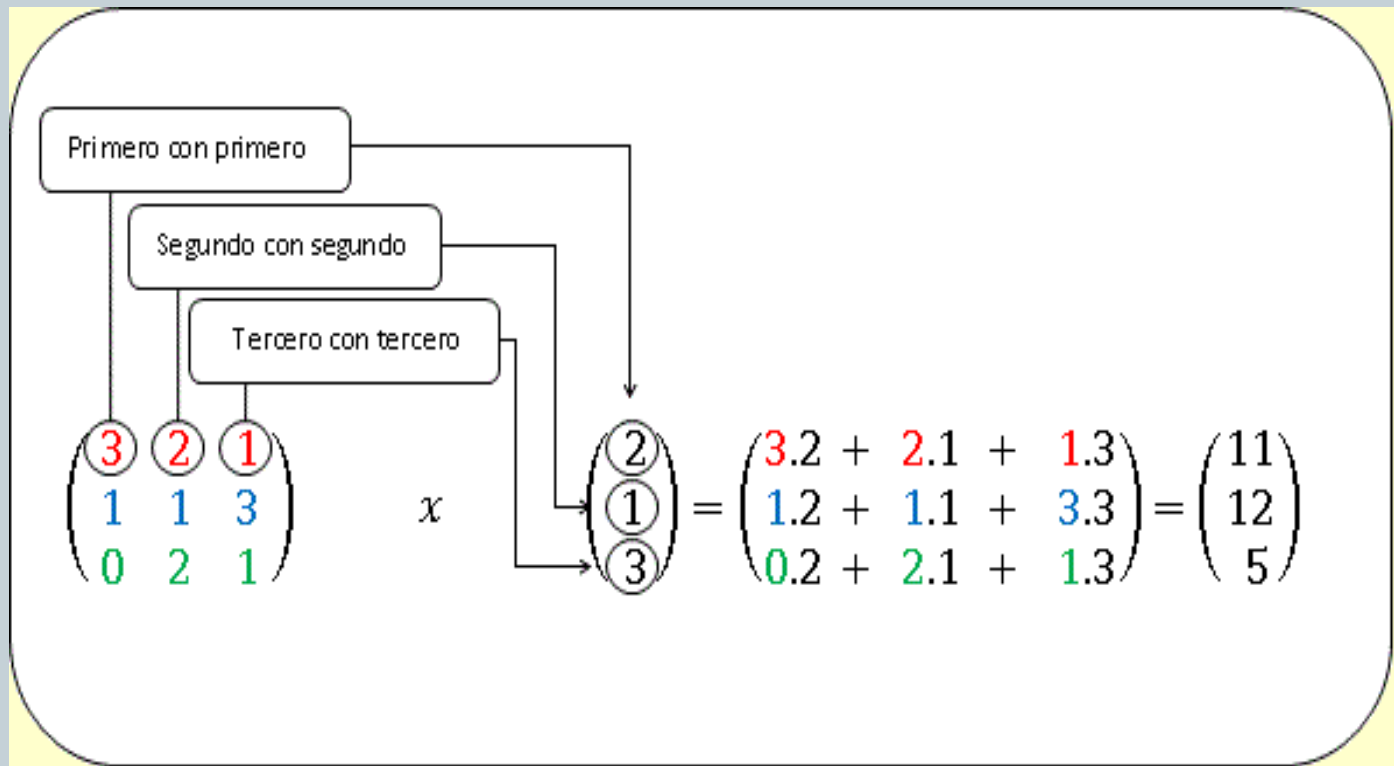 Primero con primero
Segundo con segundo
Tercero con tercero
3 2 1 2 3.2 + 2.1 + 1.3 11
1 1 3 x 1 = 1.2 + 1.1 + 3.3 = 12
0 2 1 3 0.2 + 2.1 + 1.3 5